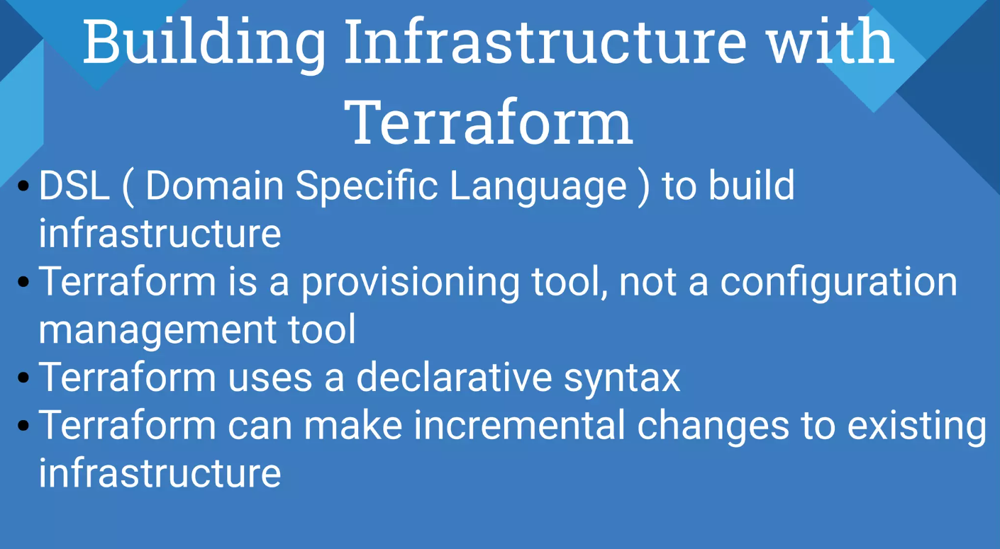 Building Infrastructure with
Terraform
• DSL ( Domain Specific Language ) to build
infrastructure
• Terraform is a provisioning tool, not a configuration
management tool
• Terraform uses a declarative syntax
• Terraform can make incremental changes to existing
infrastructure